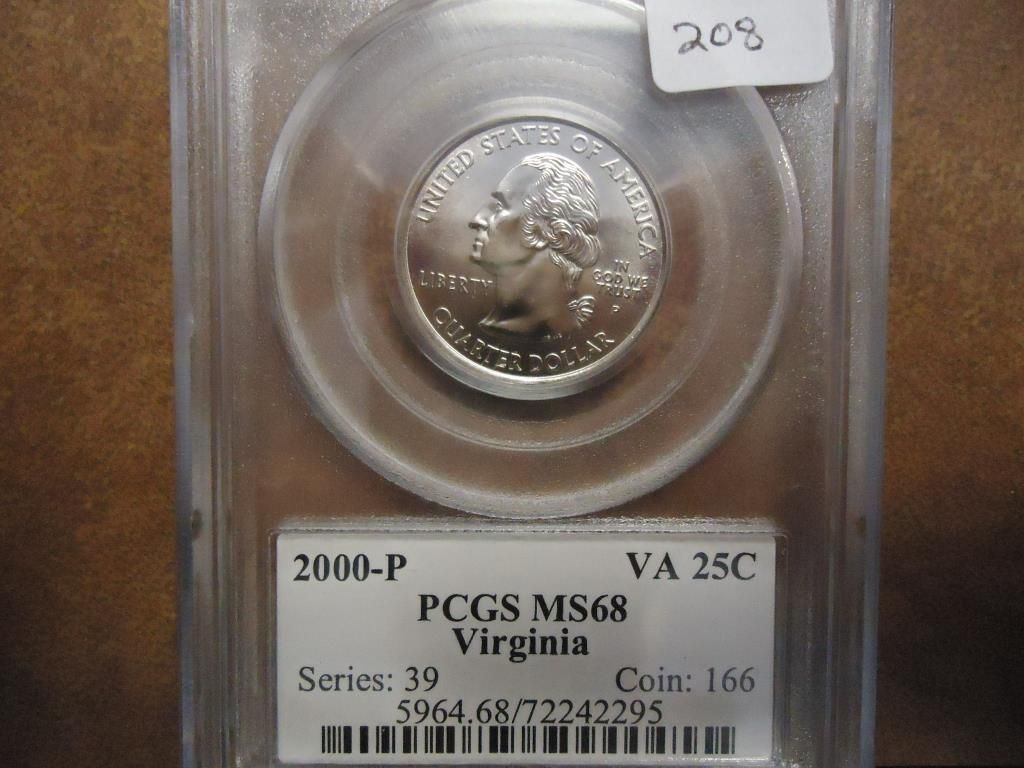 208
UNITED STATES OF AMERICA
LIBERTY
IN
GOD WE
TRUST
P
QUARTER DOLLAR
2000-P VA 25C
PCGS MS68
Virginia
Series: 39 Coin: 166
5964.68/72242295